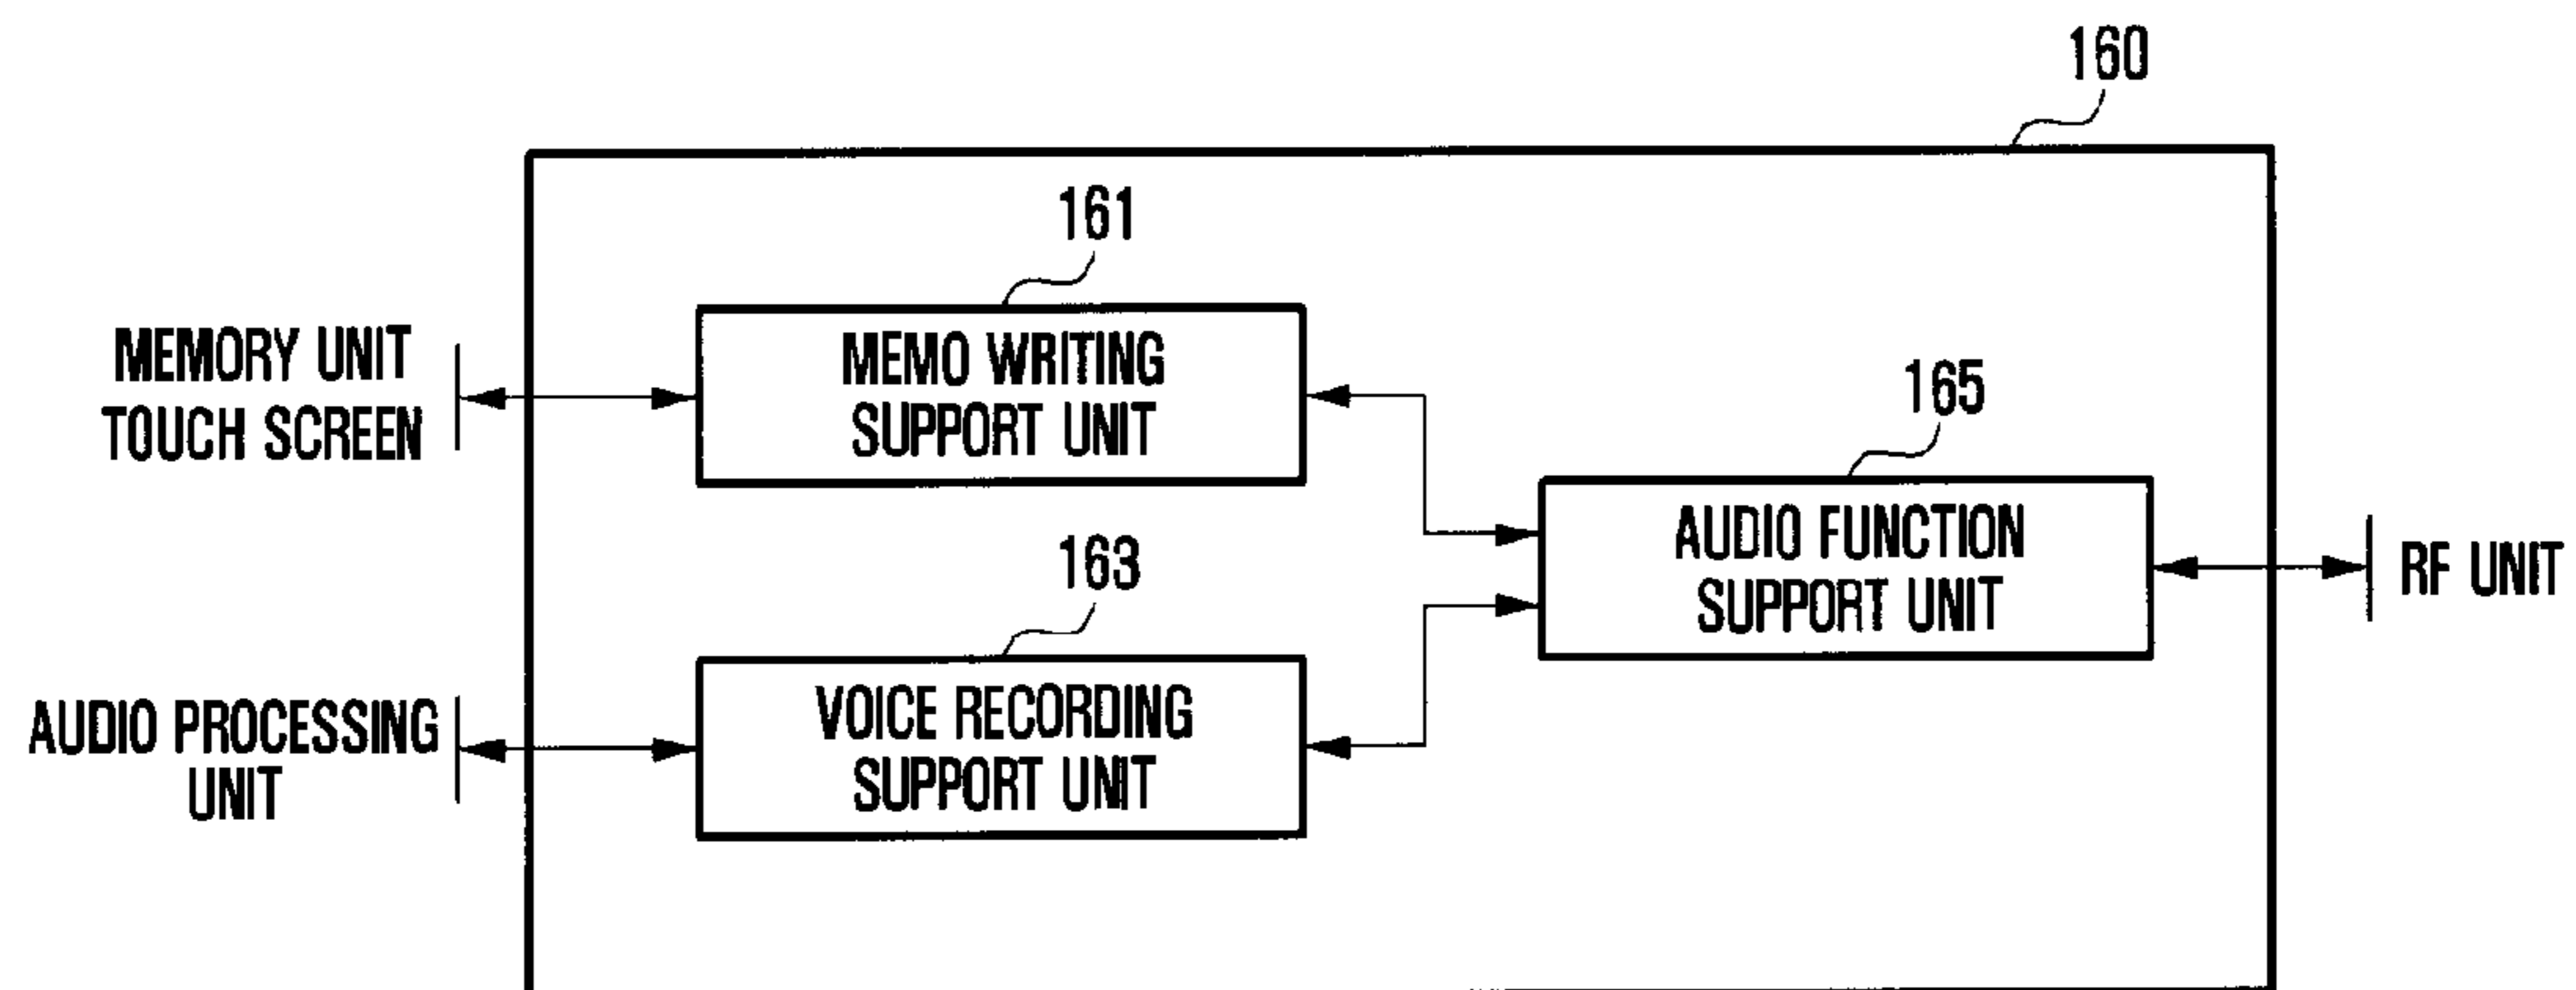 160
161
MEMORY UNIT
TOUCH SCREEN
MEMO WRITING
SUPPORT UNIT
165
AUDIO FUNCTION
SUPPORT UNIT
RF UNIT
163
AUDIO PROCESSING
UNIT
VOICE RECORDING
SUPPORT UNIT